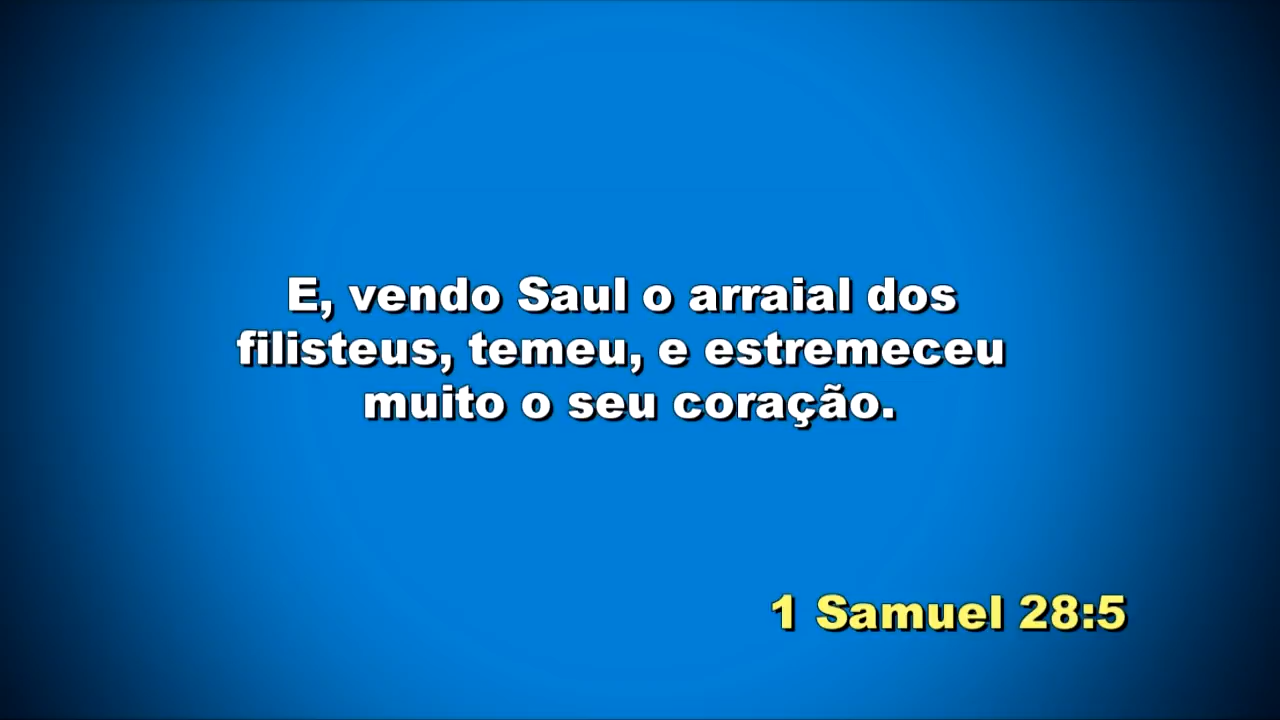 E, vendo Saul o arraial dos
filisteus, temeu, e estremeceu
muito o seu coração.
1 Samuel 28:5